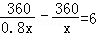 360/0.8x - 360/x = 6